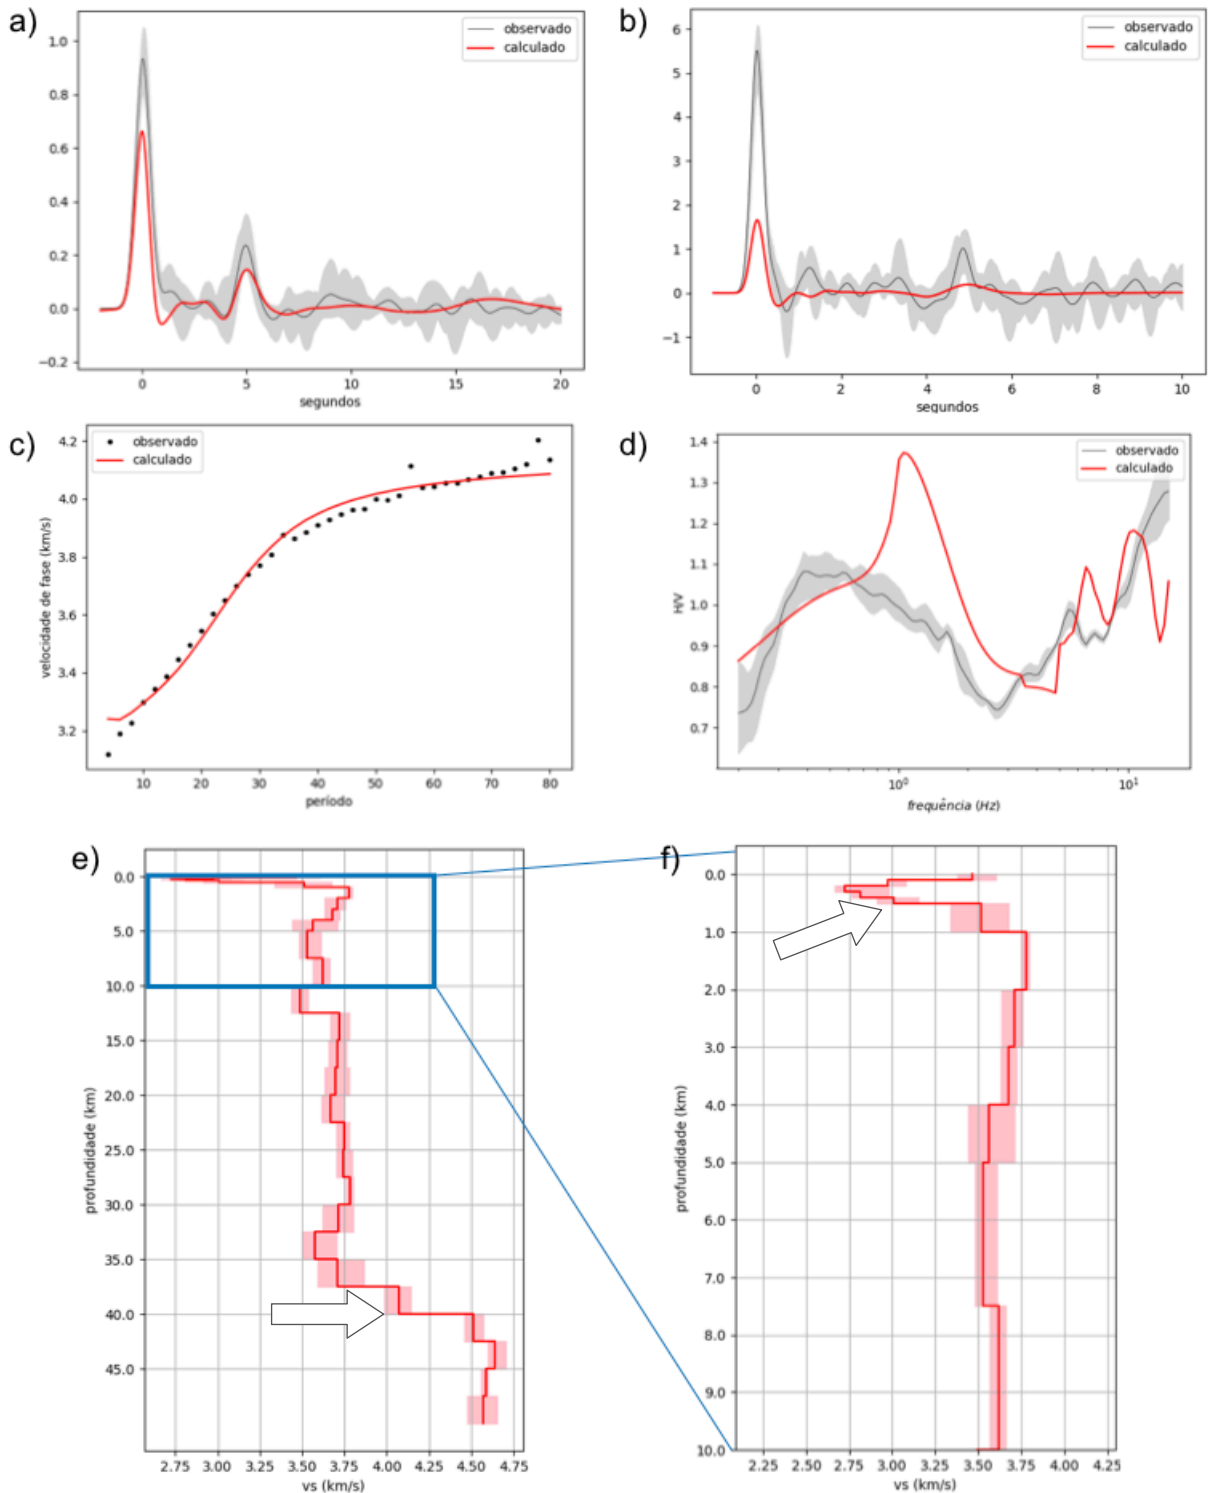 a)
observado
calculado
1.0
0.8
0.6
0.4
0.2
0.0
−0.2
0 5 10 15 20
segundos
b)
observado
calculado
6
5
4
3
2
1
0
−1
0 2 4 6 8 10
segundos
c)
observado
calculado
velocidade de fase (km/s)
4.2
4.0
3.8
3.6
3.4
3.2
10 20 30 40 50 60 70 80
período
d)
observado
calculado
H/V
1.4
1.3
1.2
1.1
1.0
0.9
0.8
0.7
10⁰ 10¹
frequência (Hz)
e)
profundidade (km)
0.0
5.0
10.0
15.0
20.0
25.0
30.0
35.0
40.0
45.0
2.75 3.00 3.25 3.50 3.75 4.00 4.25 4.50 4.75
vs (km/s)
f)
profundidade (km)
0.0
1.0
2.0
3.0
4.0
5.0
6.0
7.0
8.0
9.0
10.0
2.25 2.50 2.75 3.00 3.25 3.50 3.75 4.00 4.25
vs (km/s)